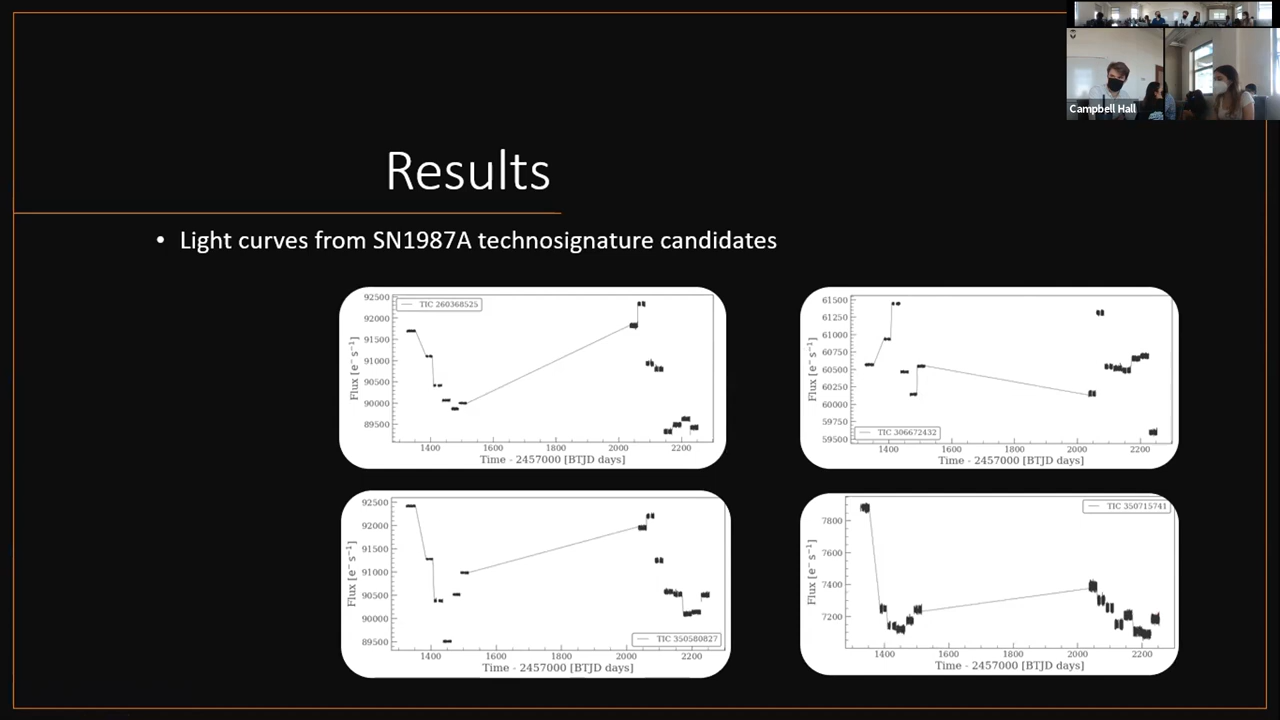 Campbell Hall
Results
• Light curves from SN1987A technosignature candidates
TIC 260368525
92500
92000
91500
91000
90500
90000
89500
Flux [e⁻ s⁻¹]
1400 1600 1800 2000 2200
Time - 2457000 [BTJD days]
61500
61250
61000
60750
60500
60250
60000
59750
59500
Flux [e⁻ s⁻¹]
TIC 306672432
1400 1600 1800 2000 2200
Time - 2457000 [BTJD days]
92500
92000
91500
91000
90500
90000
89500
Flux [e⁻ s⁻¹]
TIC 350580827
1400 1600 1800 2000 2200
Time - 2457000 [BTJD days]
TIC 350715741
7800
7600
7400
7200
Flux [e⁻ s⁻¹]
1400 1600 1800 2000 2200
Time - 2457000 [BTJD days]